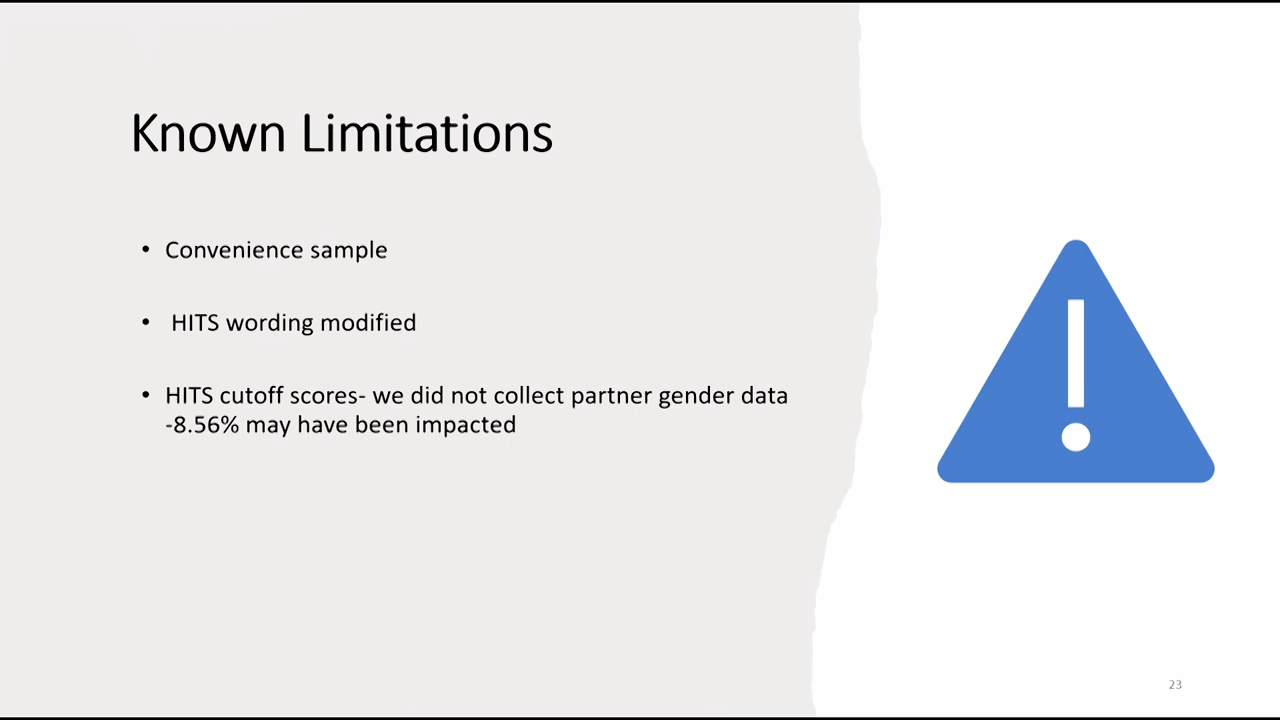 Known Limitations
• Convenience sample
• HITS wording modified
• HITS cutoff scores- we did not collect partner gender data
-8.56% may have been impacted
23